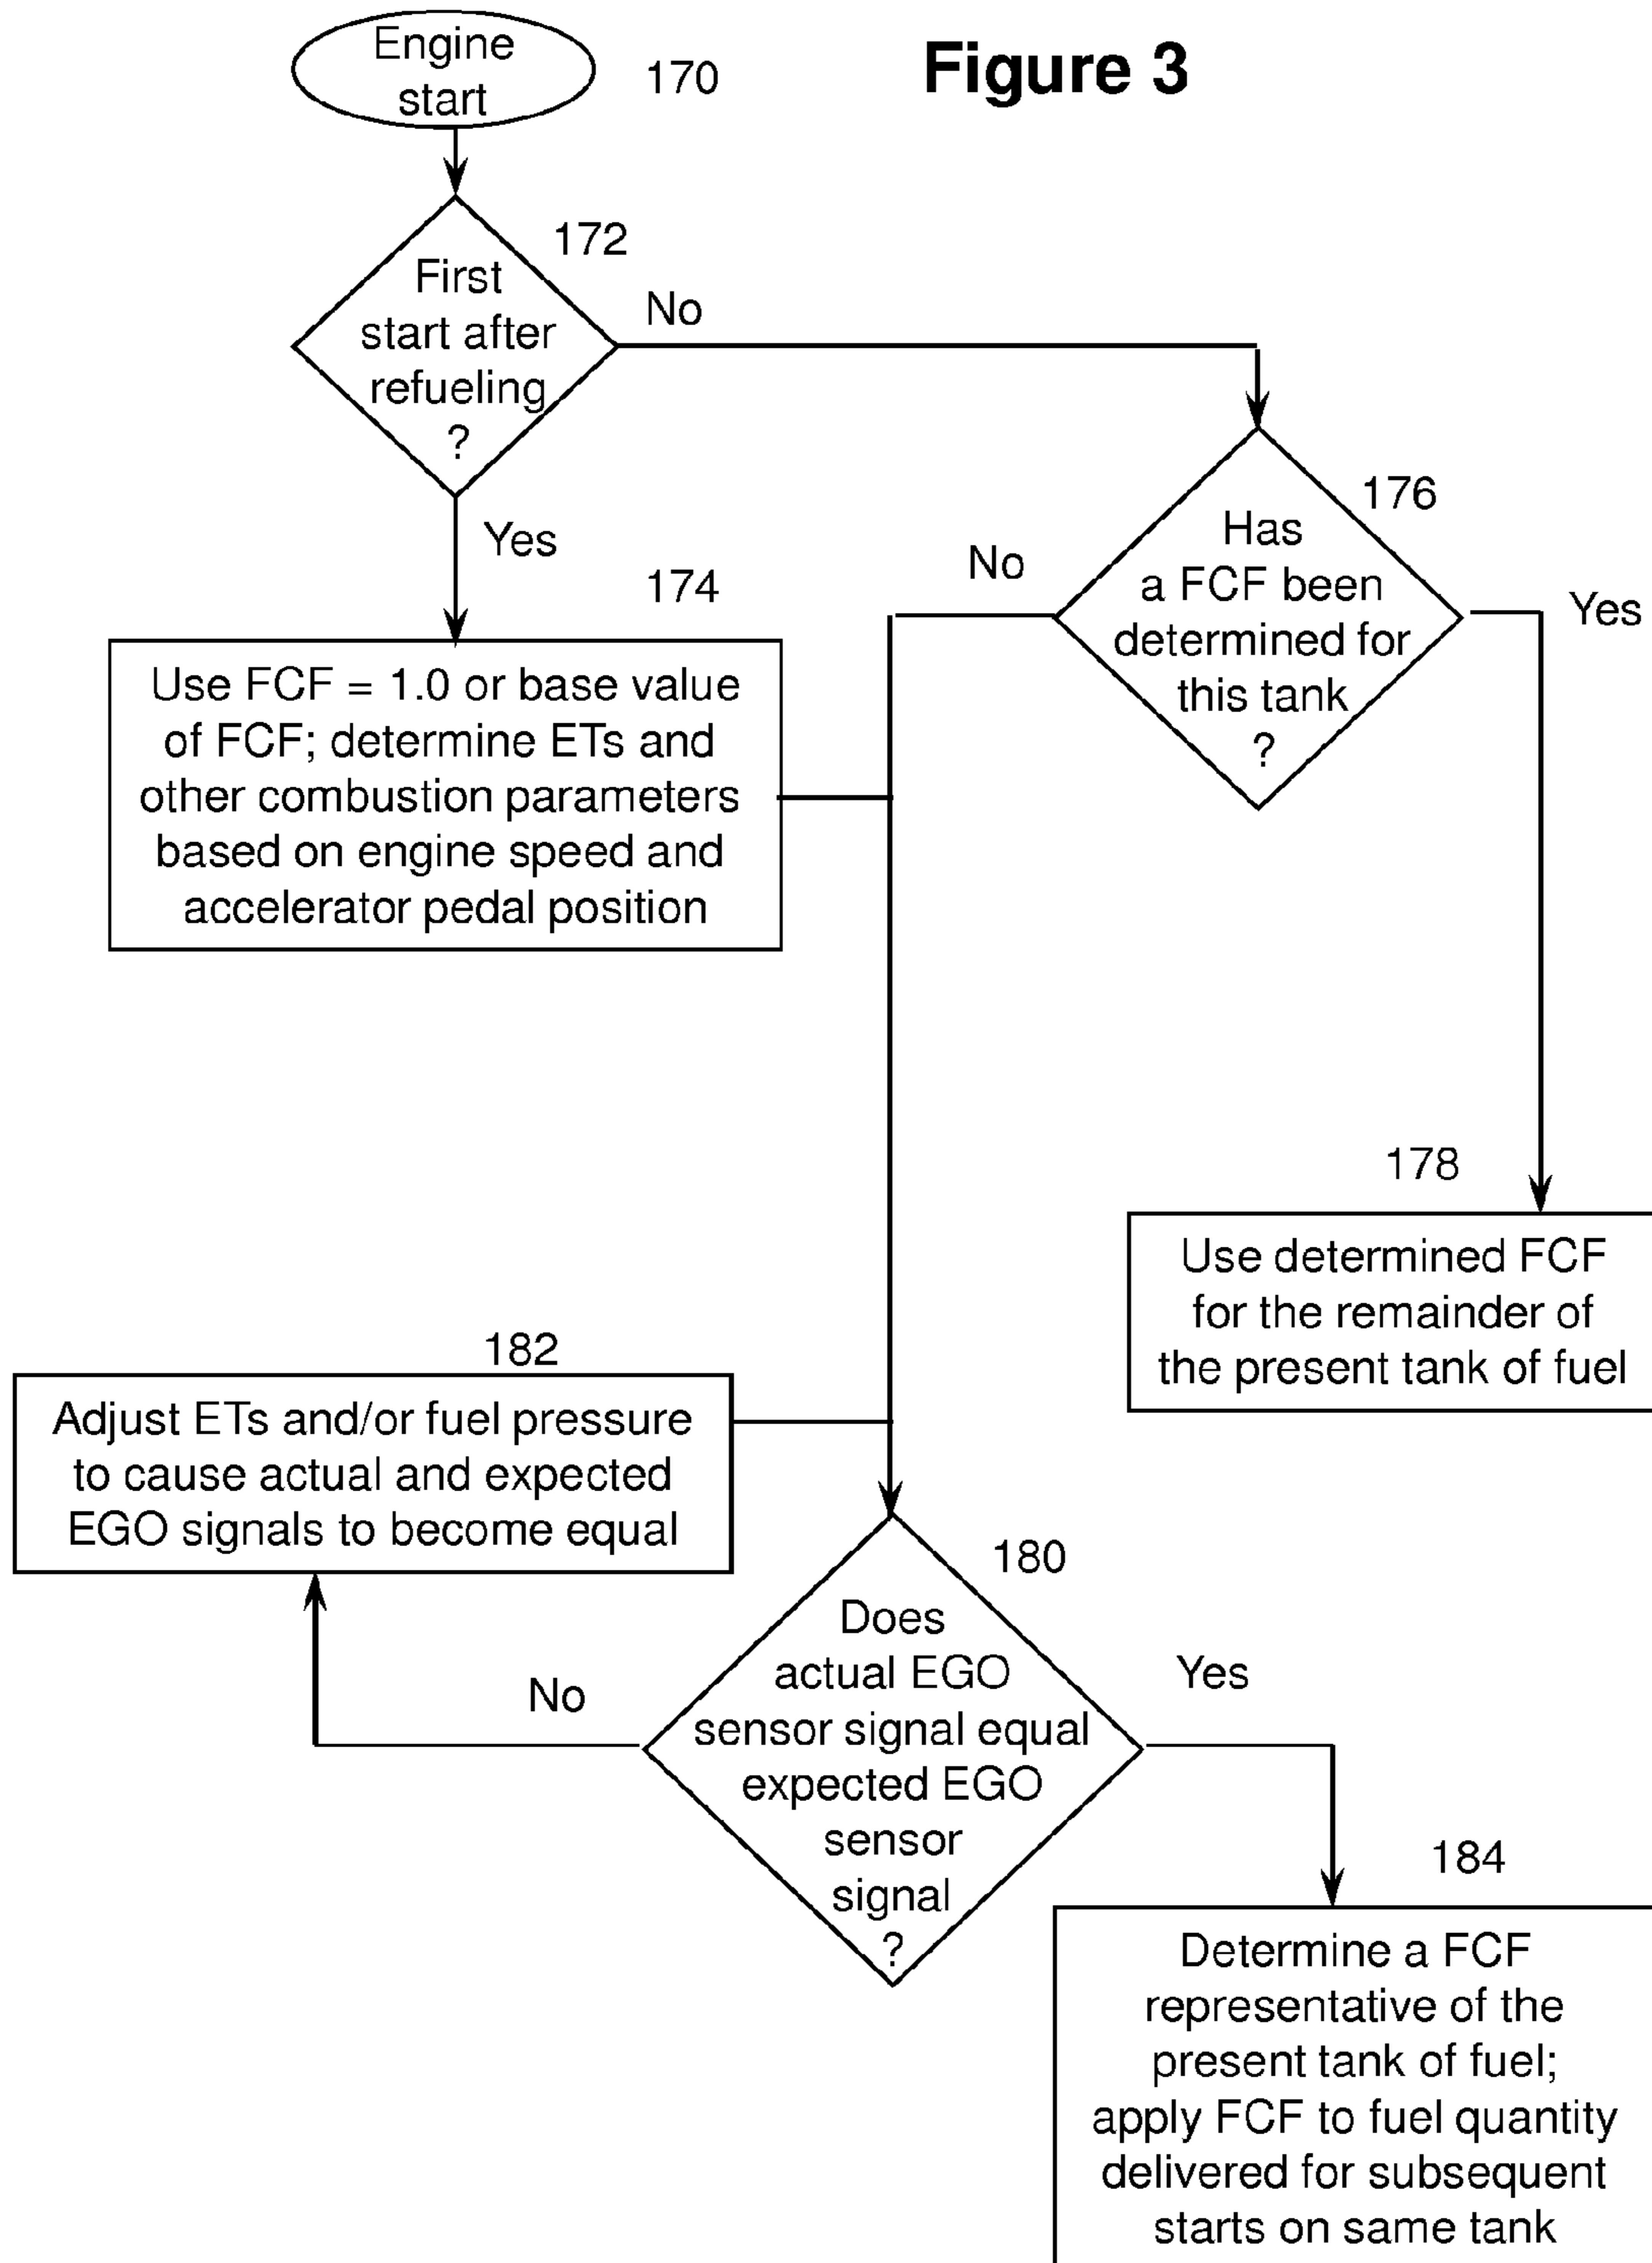 Engine
start
170
Figure 3
172
First
start after
refueling
?
No
Yes
174
Use FCF = 1.0 or base value
of FCF; determine ETs and
other combustion parameters
based on engine speed and
accelerator pedal position
176
Has
a FCF been
determined for
this tank
?
No
Yes
178
Use determined FCF
for the remainder of
the present tank of fuel
182
Adjust ETs and/or fuel pressure
to cause actual and expected
EGO signals to become equal
180
Does
actual EGO
sensor signal equal
expected EGO
sensor
signal
?
No
Yes
184
Determine a FCF
representative of the
present tank of fuel;
apply FCF to fuel quantity
delivered for subsequent
starts on same tank